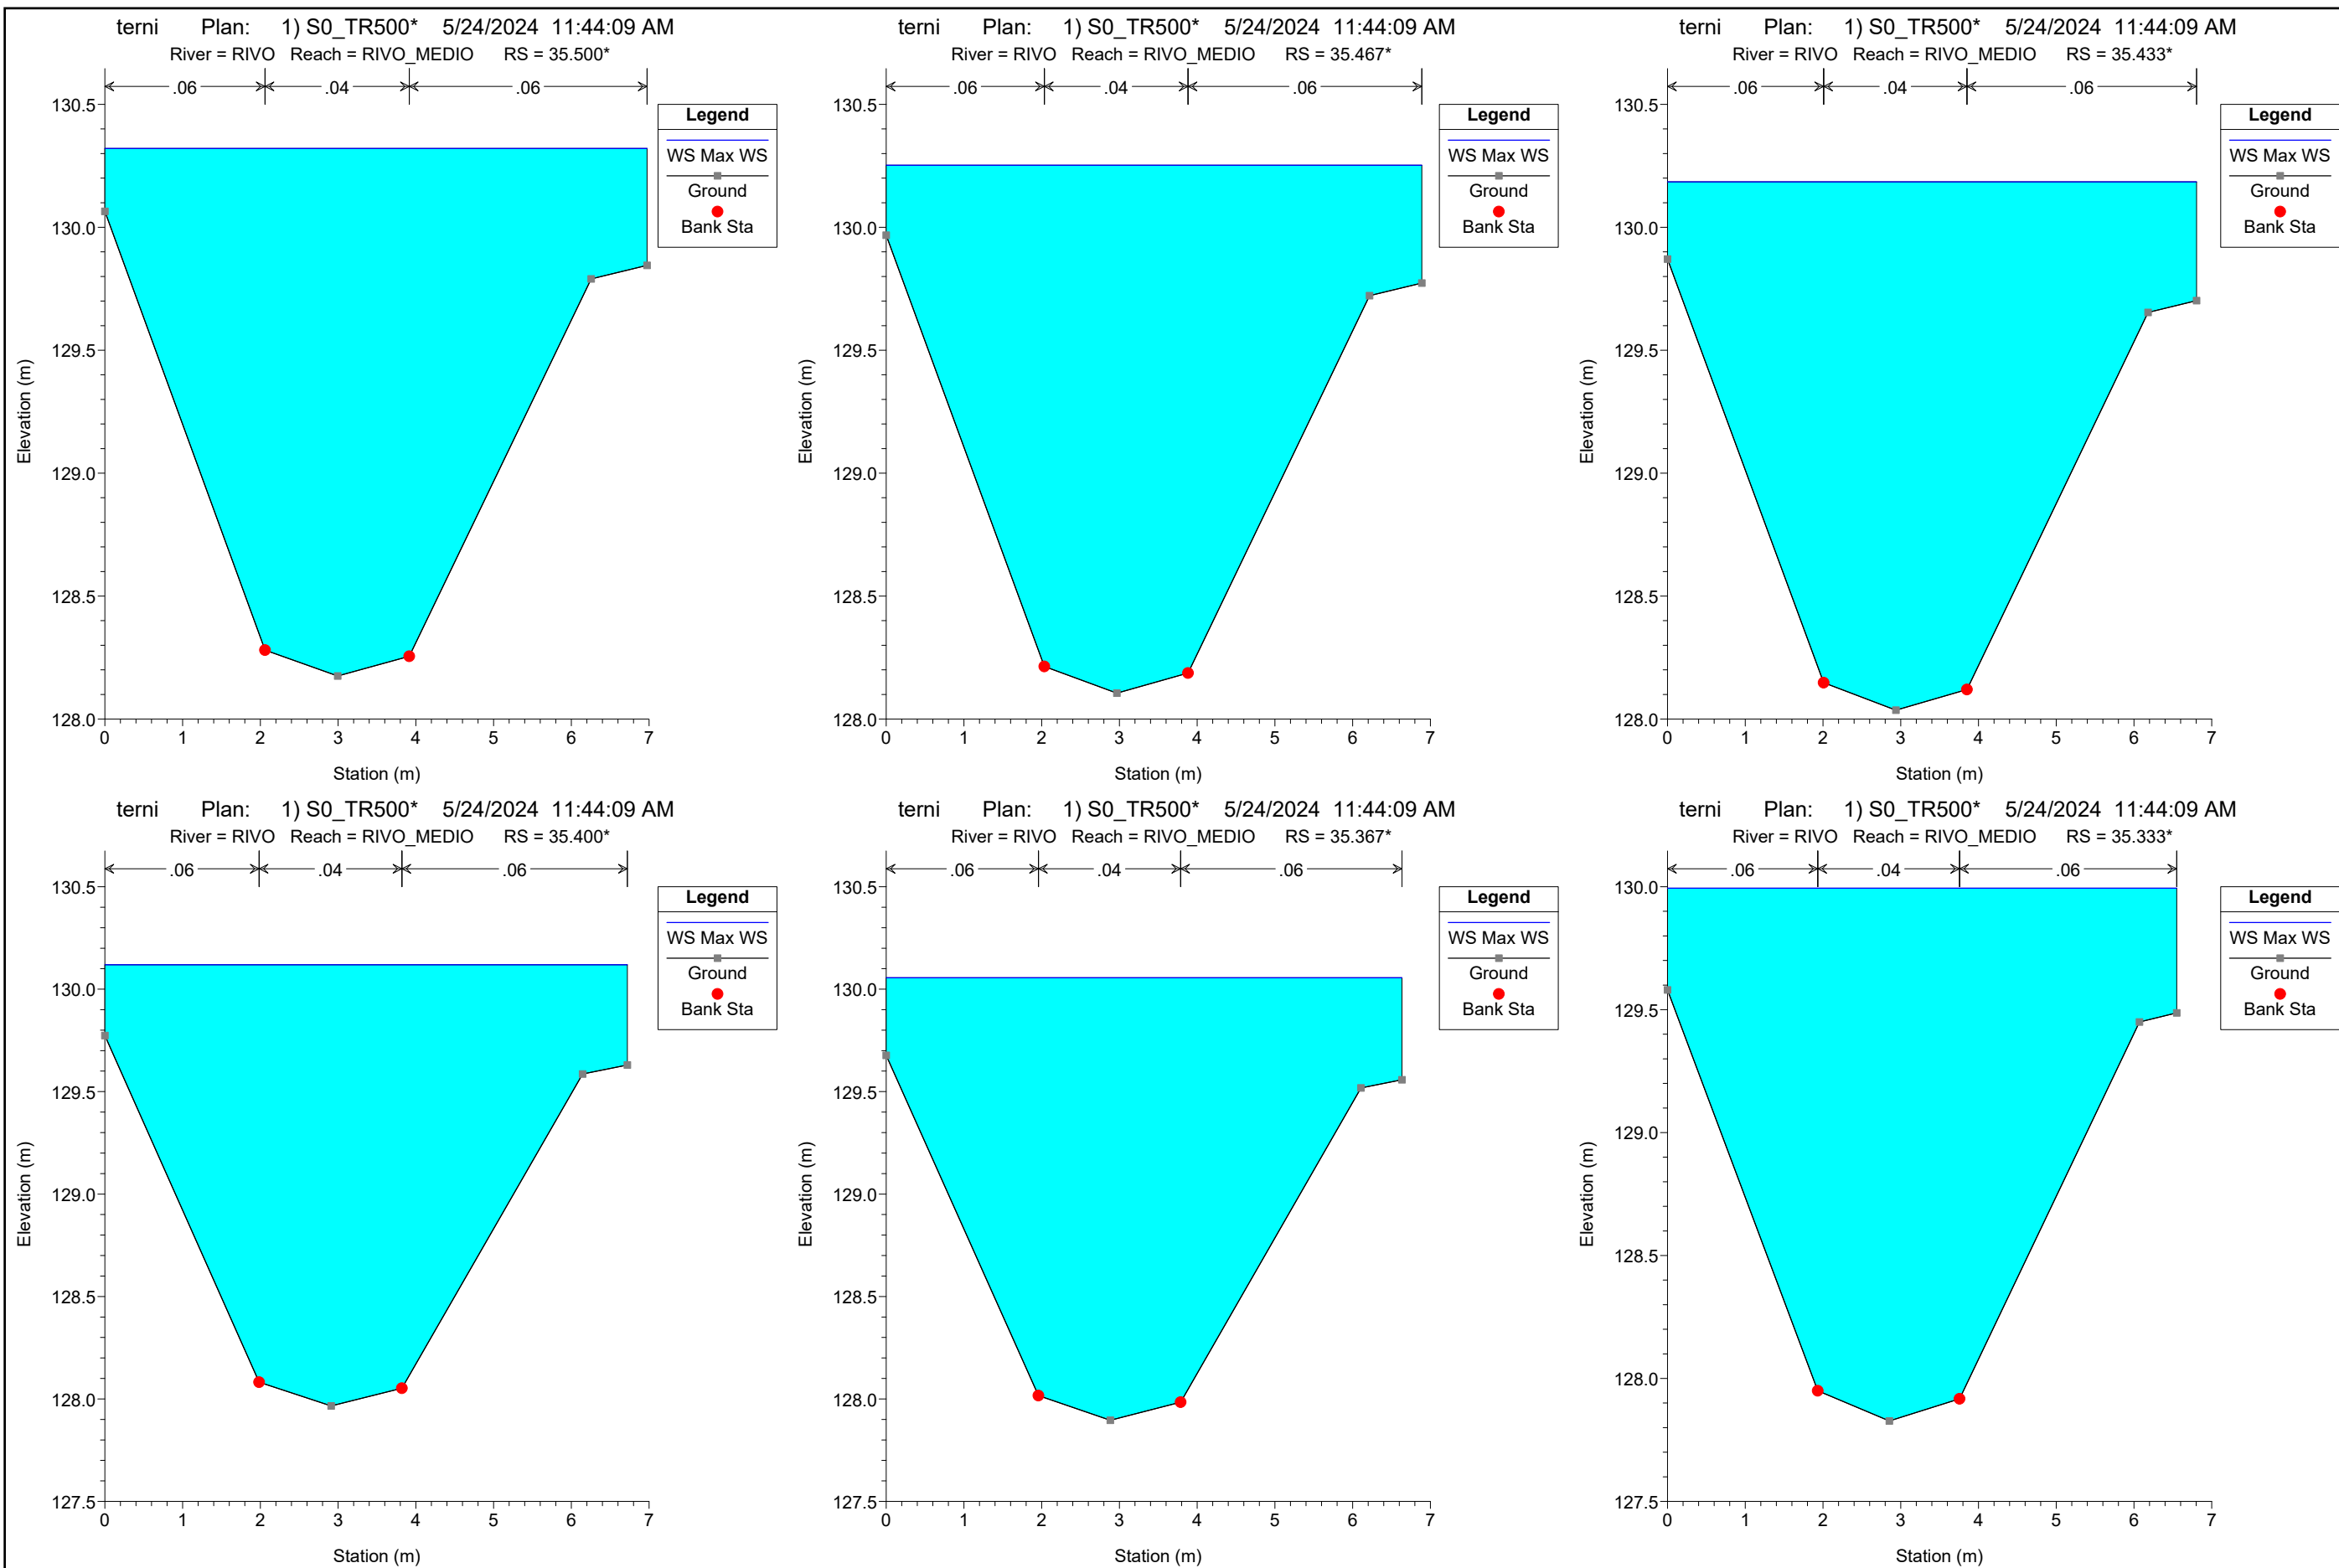 terni Plan: 1) S0_TR500* 5/24/2024 11:44:09 AM
River = RIVO Reach = RIVO_MEDIO RS = 35.500*
.06 .04 .06
130.5
130.0
129.5
129.0
128.5
128.0
0 1 2 3 4 5 6 7
Station (m)
Elevation (m)
Legend
WS Max WS
Ground
Bank Sta
terni Plan: 1) S0_TR500* 5/24/2024 11:44:09 AM
River = RIVO Reach = RIVO_MEDIO RS = 35.467*
.06 .04 .06
130.5
130.0
129.5
129.0
128.5
128.0
0 1 2 3 4 5 6 7
Station (m)
Elevation (m)
Legend
WS Max WS
Ground
Bank Sta
terni Plan: 1) S0_TR500* 5/24/2024 11:44:09 AM
River = RIVO Reach = RIVO_MEDIO RS = 35.433*
.06 .04 .06
130.5
130.0
129.5
129.0
128.5
128.0
0 1 2 3 4 5 6 7
Station (m)
Elevation (m)
Legend
WS Max WS
Ground
Bank Sta
terni Plan: 1) S0_TR500* 5/24/2024 11:44:09 AM
River = RIVO Reach = RIVO_MEDIO RS = 35.400*
.06 .04 .06
130.5
130.0
129.5
129.0
128.5
128.0
127.5
0 1 2 3 4 5 6 7
Station (m)
Elevation (m)
Legend
WS Max WS
Ground
Bank Sta
terni Plan: 1) S0_TR500* 5/24/2024 11:44:09 AM
River = RIVO Reach = RIVO_MEDIO RS = 35.367*
.06 .04 .06
130.5
130.0
129.5
129.0
128.5
128.0
127.5
0 1 2 3 4 5 6 7
Station (m)
Elevation (m)
Legend
WS Max WS
Ground
Bank Sta
terni Plan: 1) S0_TR500* 5/24/2024 11:44:09 AM
River = RIVO Reach = RIVO_MEDIO RS = 35.333*
.06 .04 .06
130.0
129.5
129.0
128.5
128.0
127.5
0 1 2 3 4 5 6 7
Station (m)
Elevation (m)
Legend
WS Max WS
Ground
Bank Sta